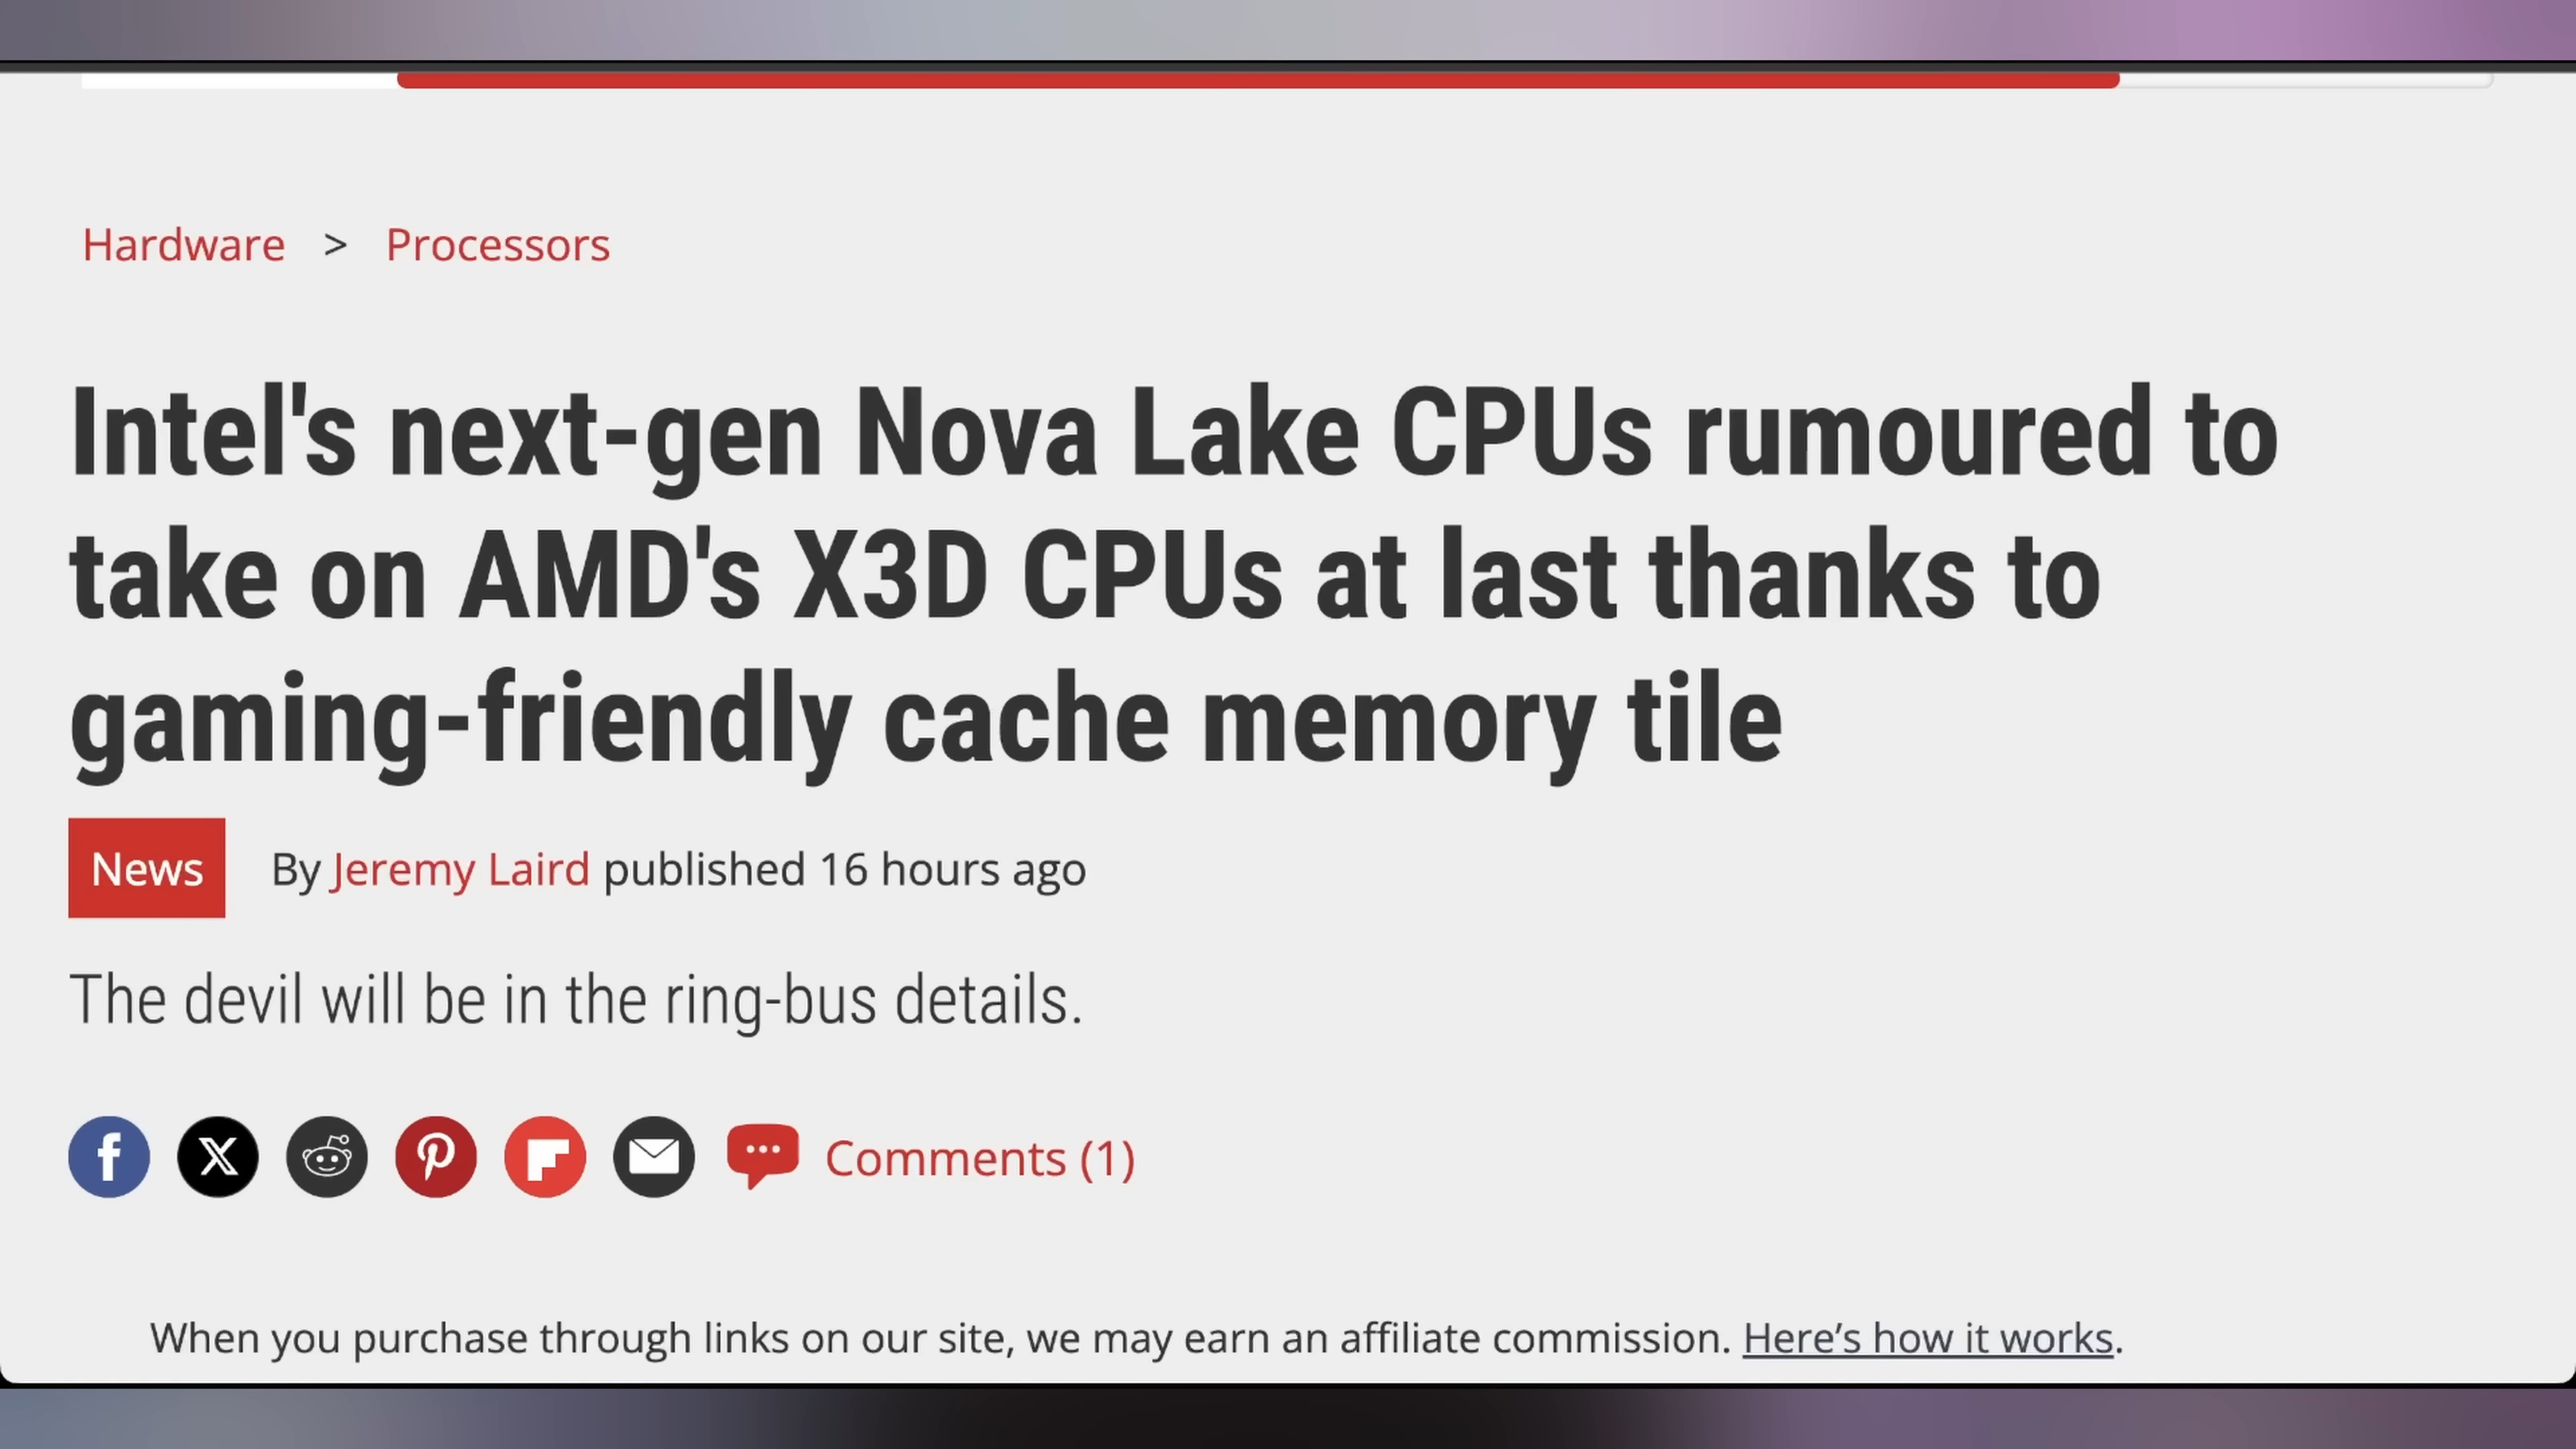 Hardware > Processors
Intel's next-gen Nova Lake CPUs rumoured to
take on AMD's X3D CPUs at last thanks to
gaming-friendly cache memory tile
News By Jeremy Laird published 16 hours ago
The devil will be in the ring-bus details.
Comments (1)
When you purchase through links on our site, we may earn an affiliate commission. Here’s how it works.